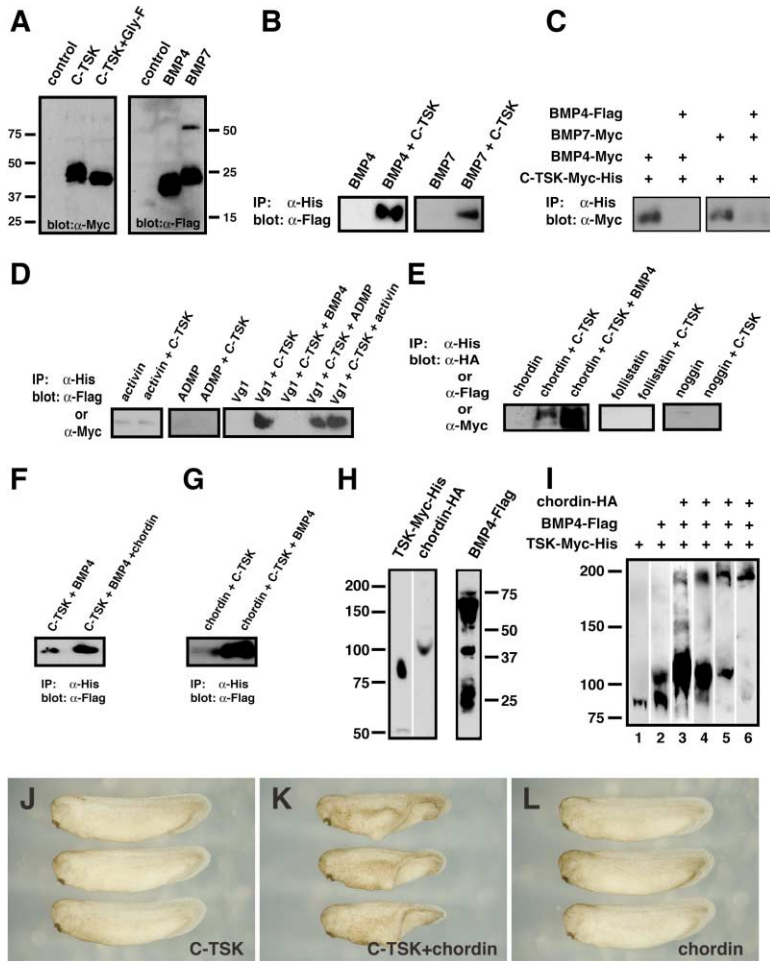 A
control
C-TSK
C-TSK+Gly-F
control
BMP4
BMP7
75
50
37
25
50
25
15
blot:α-Myc
blot:α-Flag
B
BMP4
BMP4 + C-TSK
BMP7
BMP7 + C-TSK
IP: α-His
blot: α-Flag
C
BMP4-Flag + +
BMP7-Myc + +
BMP4-Myc + +
C-TSK-Myc-His + + + +
IP: α-His
blot: α-Myc
D
activin
activin + C-TSK
ADMP
ADMP + C-TSK
Vg1
Vg1 + C-TSK
Vg1 + C-TSK + BMP4
Vg1 + C-TSK + ADMP
Vg1 + C-TSK + activin
IP: α-His
blot: α-Flag
or
α-Myc
E
chordin
chordin + C-TSK
chordin + C-TSK + BMP4
follistatin
follistatin + C-TSK
noggin
noggin + C-TSK
IP: α-His
blot: α-HA
or
α-Flag
or
α-Myc
F
C-TSK + BMP4
C-TSK + BMP4 +chordin
IP: α-His
blot: α-Flag
G
chordin + C-TSK
chordin + C-TSK + BMP4
IP: α-His
blot: α-Flag
H
TSK-Myc-His
chordin-HA
BMP4-Flag
200
150
100
75
50
75
50
37
25
I
chordin-HA + + + +
BMP4-Flag + + + + +
TSK-Myc-His + + + + + +
200
150
100
75
1 2 3 4 5 6
J
C-TSK
K
C-TSK+chordin
L
chordin